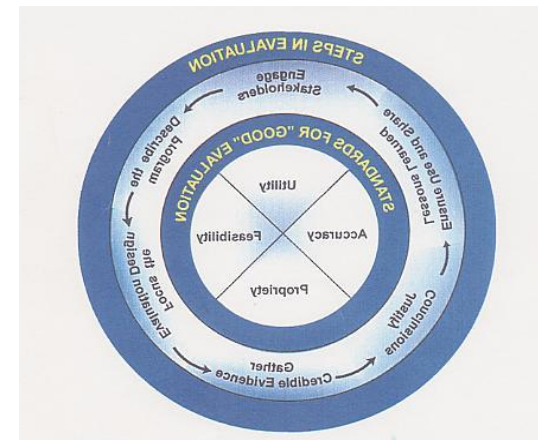 STEPS IN EVALUATION
Engage
Stakeholders
Describe the
Program
Focus the
Evaluation Design
Gather
Credible Evidence
Justify
Conclusions
Ensure Use and Share
Lessons Learned
STANDARDS FOR "GOOD" EVALUATION
Utility
Feasibility
Propriety
Accuracy